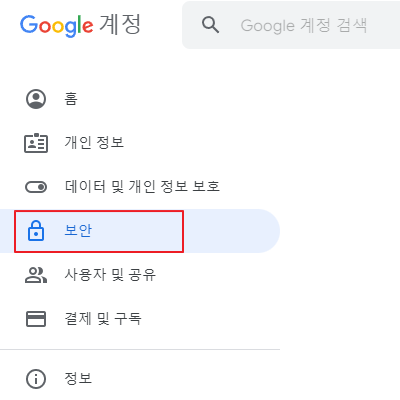 Google 계정
Google 계정 검색
홈
개인 정보
데이터 및 개인 정보 보호
보안
사용자 및 공유
결제 및 구독
정보